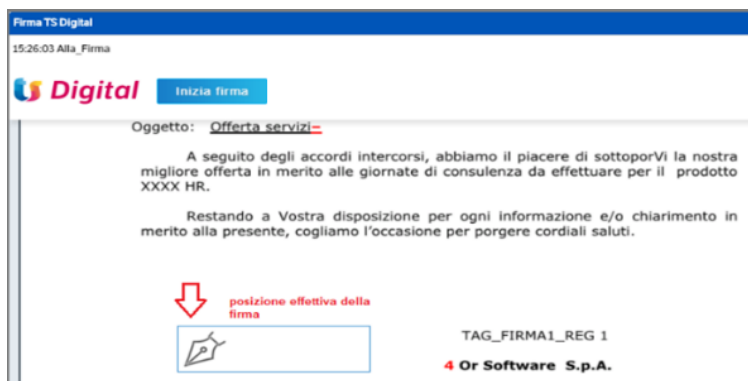 Firma TS Digital
15:26:03 Alla_Firma
Digital
Inizia firma
Oggetto: Offerta servizi–
A seguito degli accordi intercorsi, abbiamo il piacere di sottoporVi la nostra
migliore offerta in merito alle giornate di consulenza da effettuare per il prodotto
XXXX HR.
Restando a Vostra disposizione per ogni informazione e/o chiarimento in
merito alla presente, cogliamo l'occasione per porgere cordiali saluti.
posizione effettiva della
firma
TAG_FIRMA1_REG 1
4 Or Software S.p.A.